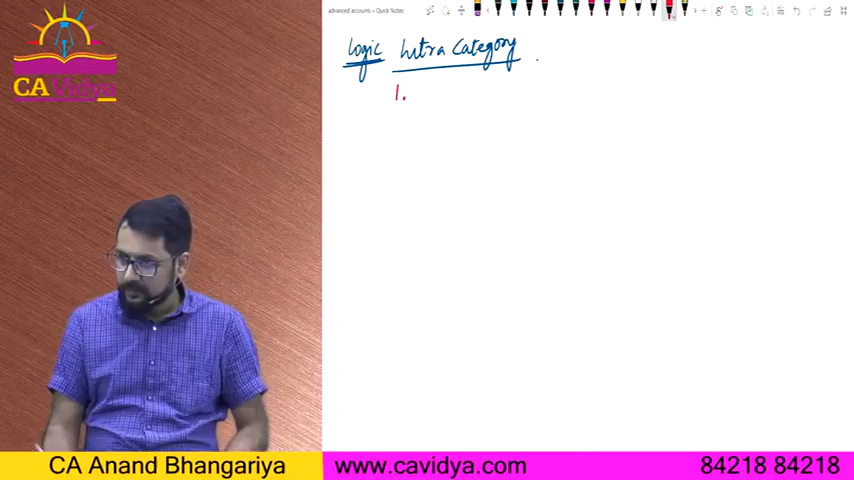 CA Vidya
advanced accounts » Quick Notes
Logic Intra Category
1.
CA Anand Bhangariya
www.cavidya.com
84218 84218